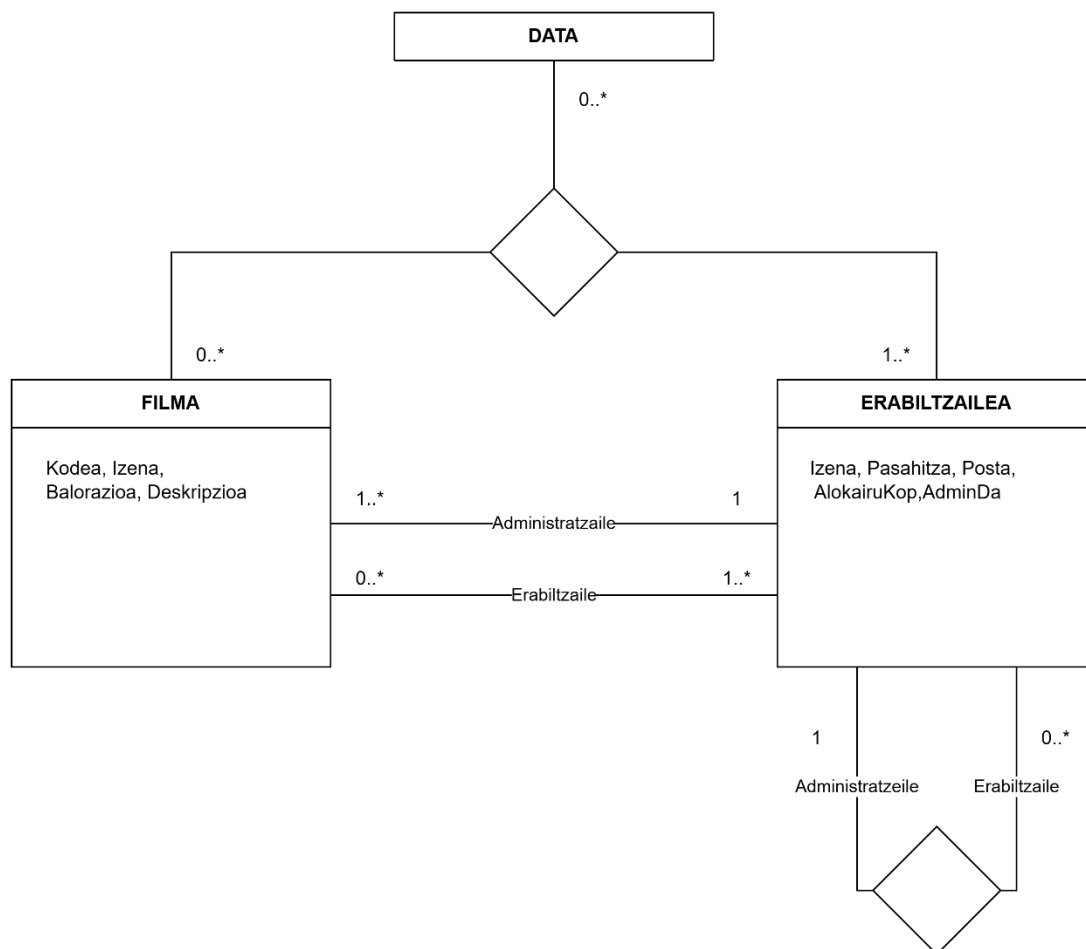 DATA
0..*
0..*
1..*
FILMA
ERABILTZAILEA
Kodea, Izena,
Balorazioa, Deskripzioa
Izena, Pasahitza, Posta,
AlokairuKop,AdminDa
1..*
1
Administratzaile
0..*
1..*
Erabiltzaile
1
0..*
Administratzeile
Erabiltzaile